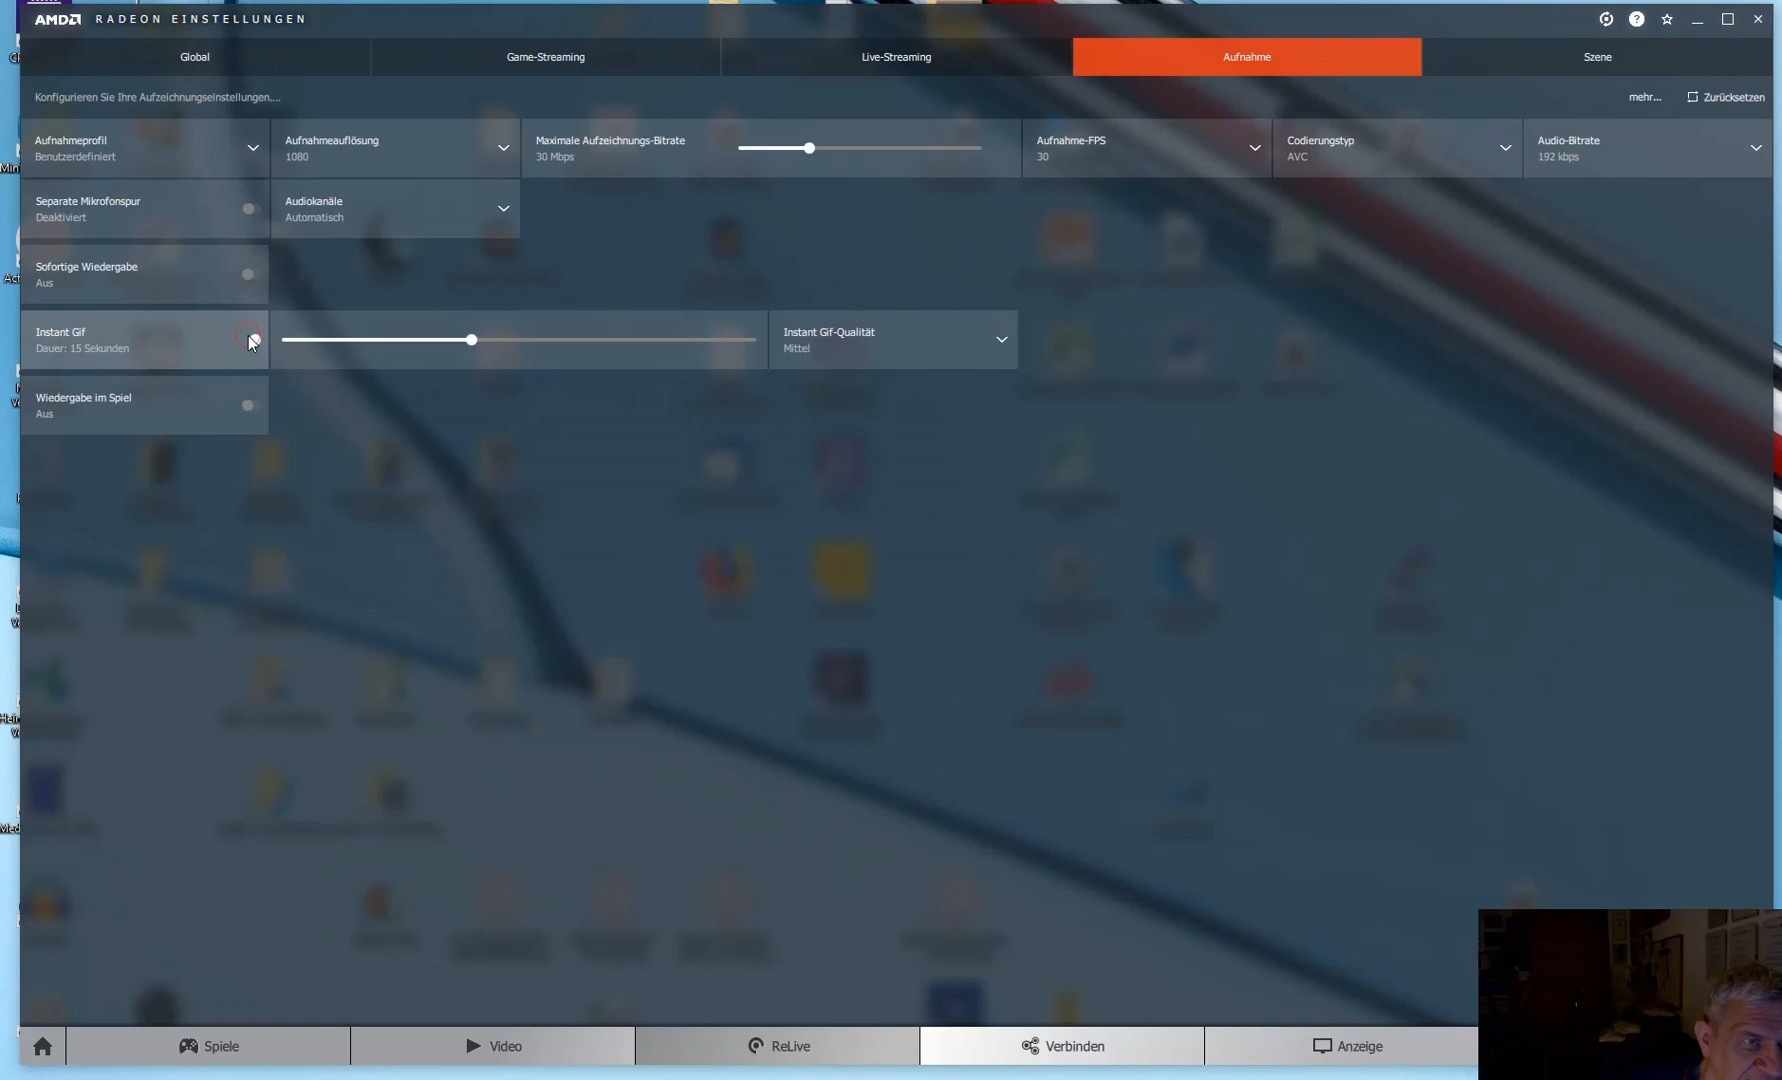 AMD RADEON EINSTELLUNGEN
Global
Game-Streaming
Live-Streaming
Aufnahme
Szene
Konfigurieren Sie Ihre Aufzeichnungseinstellungen....
mehr...
Zurücksetzen
Aufnahmeprofil
Benutzerdefiniert
Aufnahmeauflösung
1080
Maximale Aufzeichnungs-Bitrate
30 Mbps
Aufnahme-FPS
30
Codierungstyp
AVC
Audio-Bitrate
192 kbps
Separate Mikrofonspur
Deaktiviert
Audiokanäle
Automatisch
Sofortige Wiedergabe
Aus
Instant Gif
Dauer: 15 Sekunden
Instant Gif-Qualität
Mittel
Wiedergabe im Spiel
Aus
Spiele
Video
ReLive
Verbinden
Anzeige